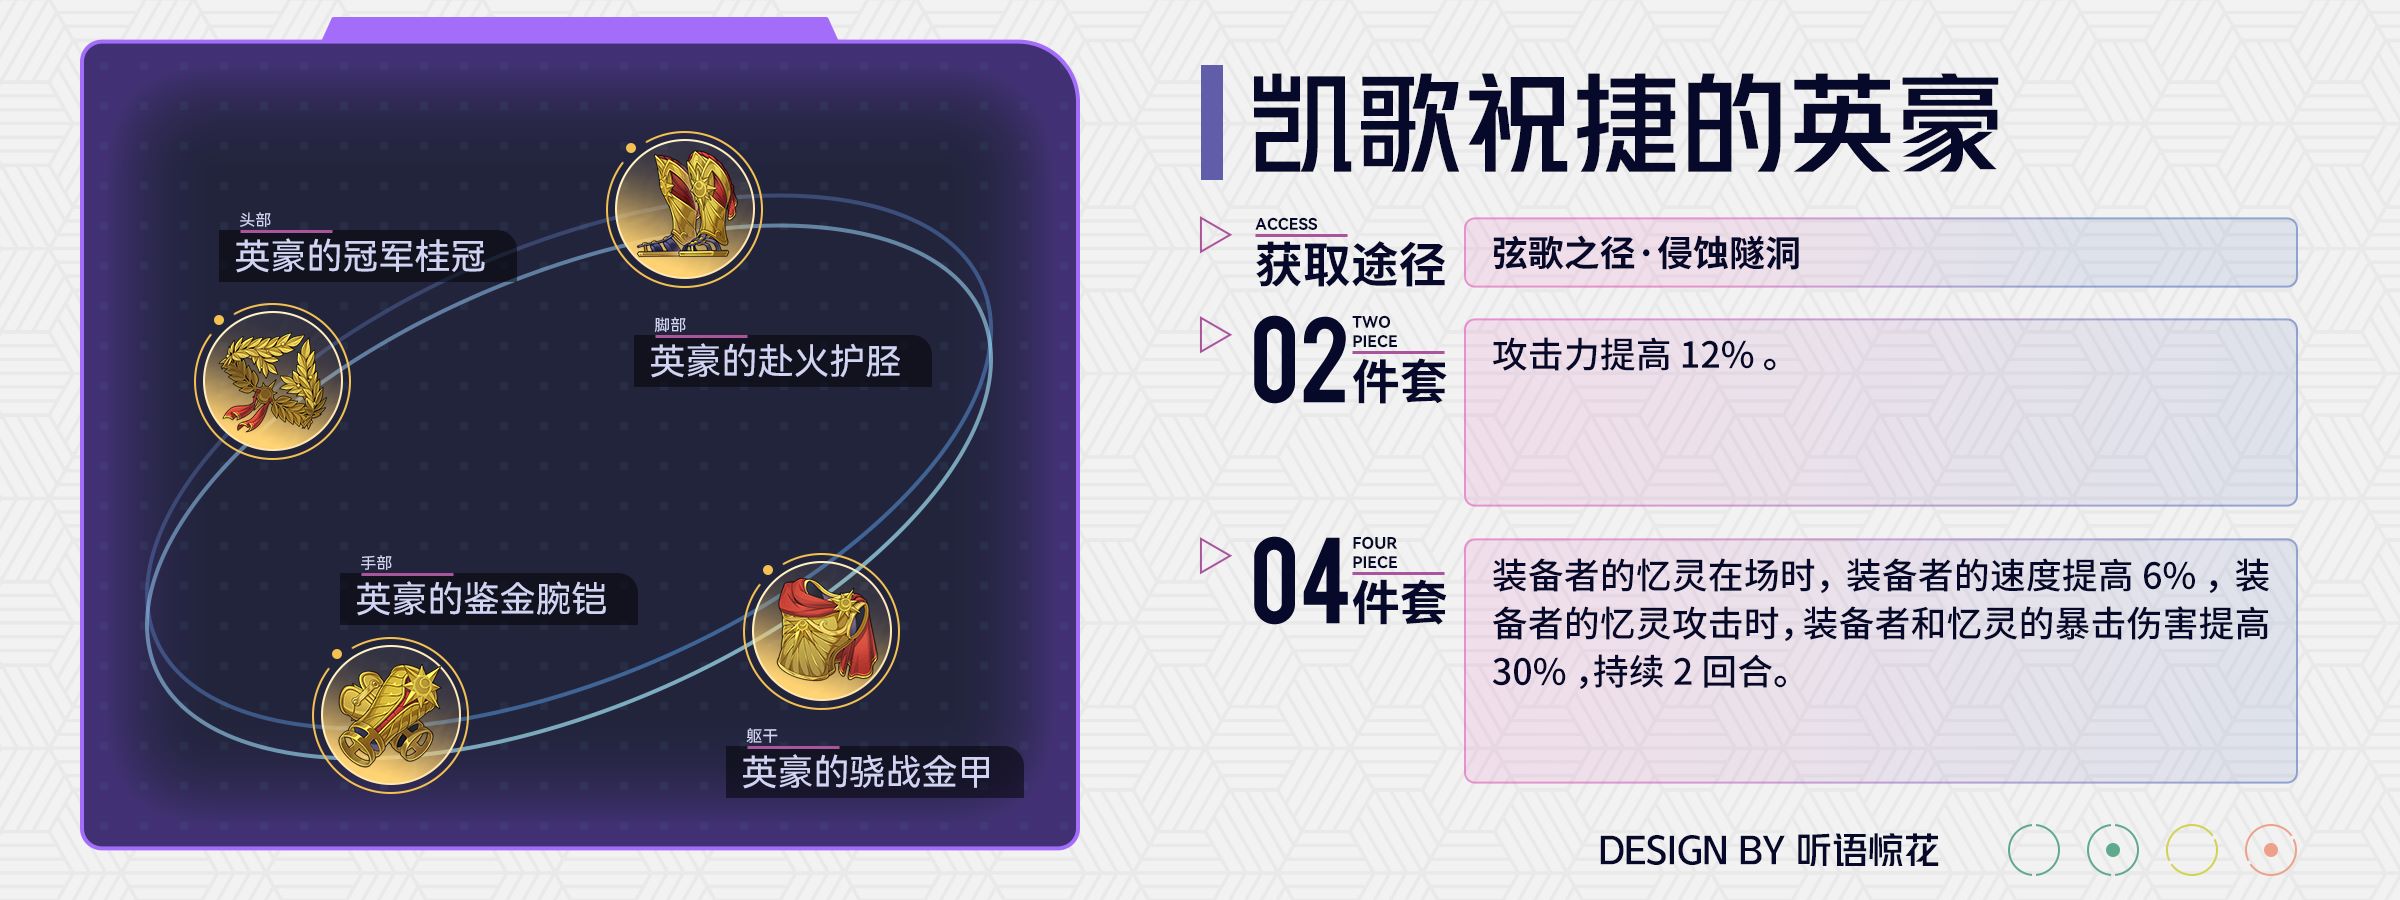 头部
英豪的冠军桂冠
脚部
英豪的赴火护胫
手部
英豪的鉴金腕铠
躯干
英豪的骁战金甲
凯歌祝捷的英豪
ACCESS
获取途径
弦歌之径·侵蚀隧洞
02
TWO
PIECE
件套
攻击力提高 12% 。
04
FOUR
PIECE
件套
装备者的忆灵在场时，装备者的速度提高 6% ，装
备者的忆灵攻击时，装备者和忆灵的暴击伤害提高
30% ，持续 2 回合。
DESIGN BY 听语惊花